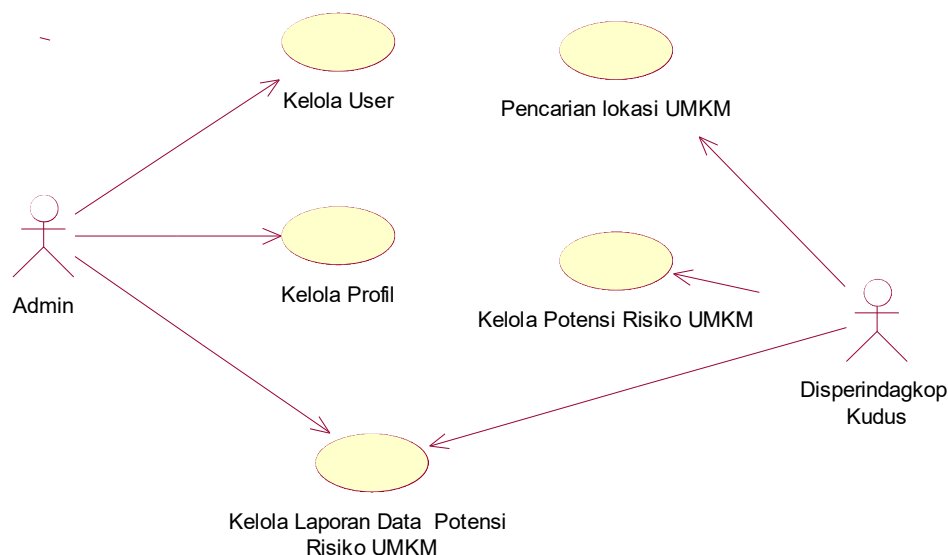 Kelola User
Pencarian lokasi UMKM
Admin
Kelola Profil
Kelola Potensi Risiko UMKM
Disperindagkop
Kudus
Kelola Laporan Data  Potensi
Risiko UMKM